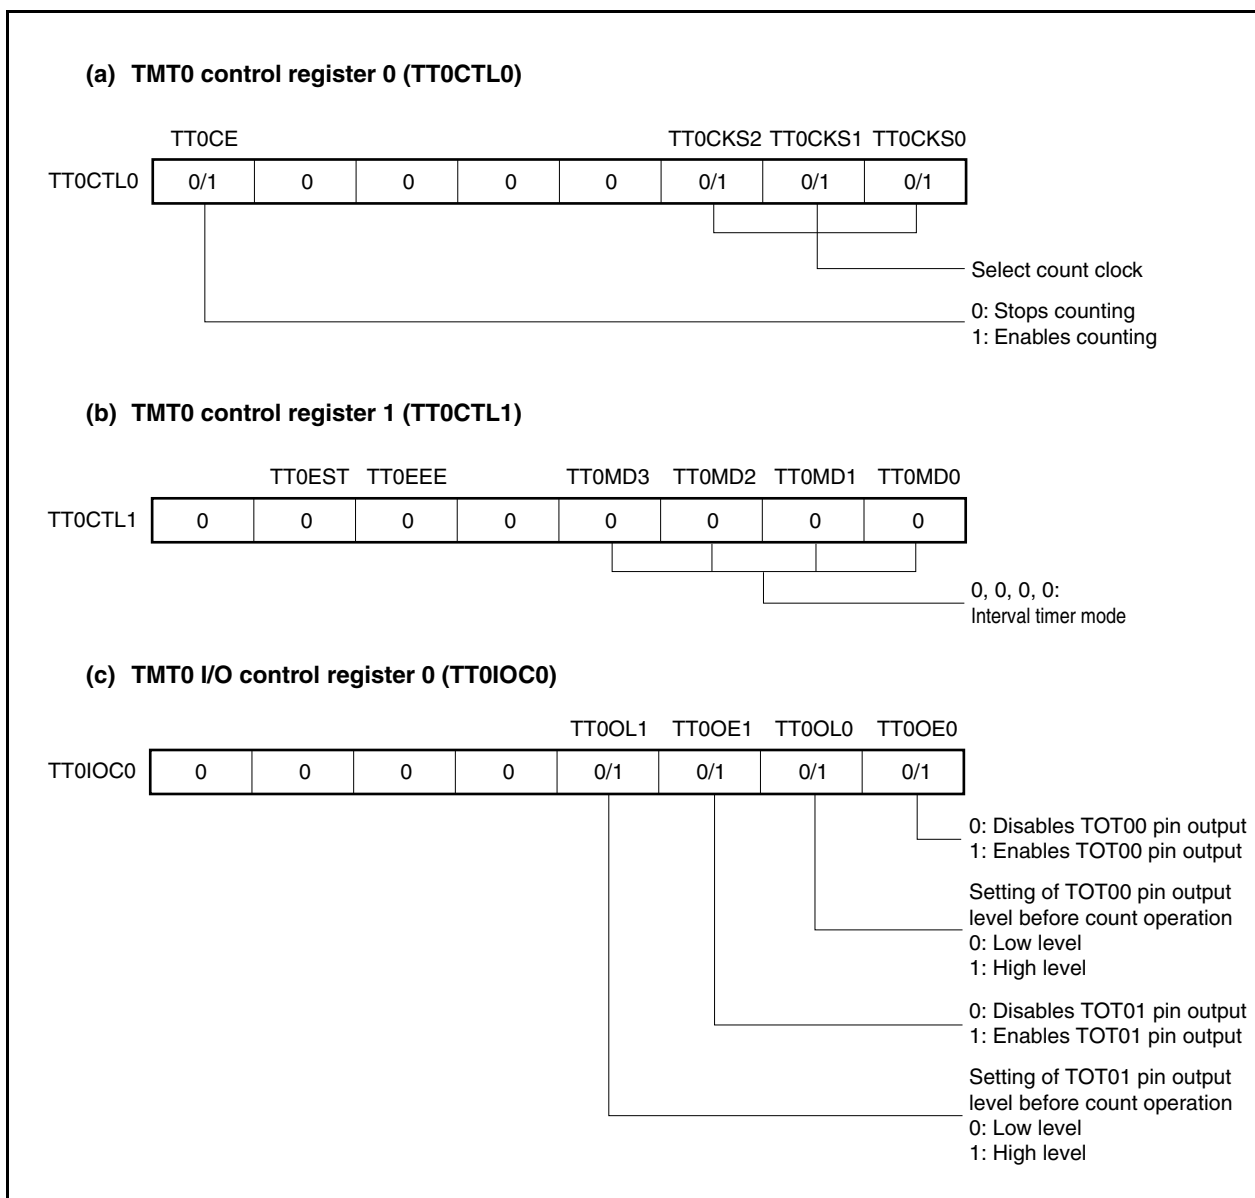 (a) TMT0 control register 0 (TT0CTL0)
TT0CE TT0CKS2 TT0CKS1 TT0CKS0
TT0CTL0 0/1 0 0 0 0 0/1 0/1 0/1
Select count clock
0: Stops counting
1: Enables counting
(b) TMT0 control register 1 (TT0CTL1)
TT0EST TT0EEE TT0MD3 TT0MD2 TT0MD1 TT0MD0
TT0CTL1 0 0 0 0 0 0 0 0
0, 0, 0, 0:
Interval timer mode
(c) TMT0 I/O control register 0 (TT0IOC0)
TT0OL1 TT0OE1 TT0OL0 TT0OE0
TT0IOC0 0 0 0 0 0/1 0/1 0/1 0/1
0: Disables TOT00 pin output
1: Enables TOT00 pin output
Setting of TOT00 pin output
level before count operation
0: Low level
1: High level
0: Disables TOT01 pin output
1: Enables TOT01 pin output
Setting of TOT01 pin output
level before count operation
0: Low level
1: High level